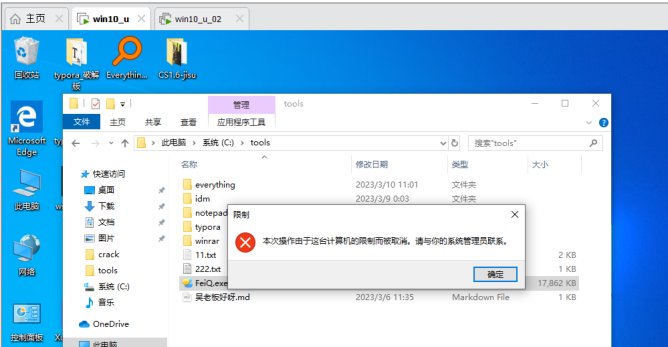 主页
win10_u
win10_u_02
回收站
typora_破解版
Everythin...
CS1.6-jisu
Microsoft Edge
此电脑
网络
控制面板
管理
tools
文件
主页
共享
查看
应用程序工具
此电脑 > 系统 (C:) > tools
搜索"tools"
快速访问
桌面
下载
文档
图片
crack
tools
系统 (C:)
音乐
OneDrive
此电脑
名称
修改日期
类型
大小
everything
2023/3/10 11:01
文件夹
idm
2023/3/9 0:03
文件夹
notepad
typora
winrar
11.txt
2 KB
222.txt
1 KB
FeiQ.exe
17,862 KB
吴老板好呀.md
2023/3/6 11:35
Markdown File
1 KB
限制
本次操作由于这台计算机的限制而被取消。请与你的系统管理员联系。
确定